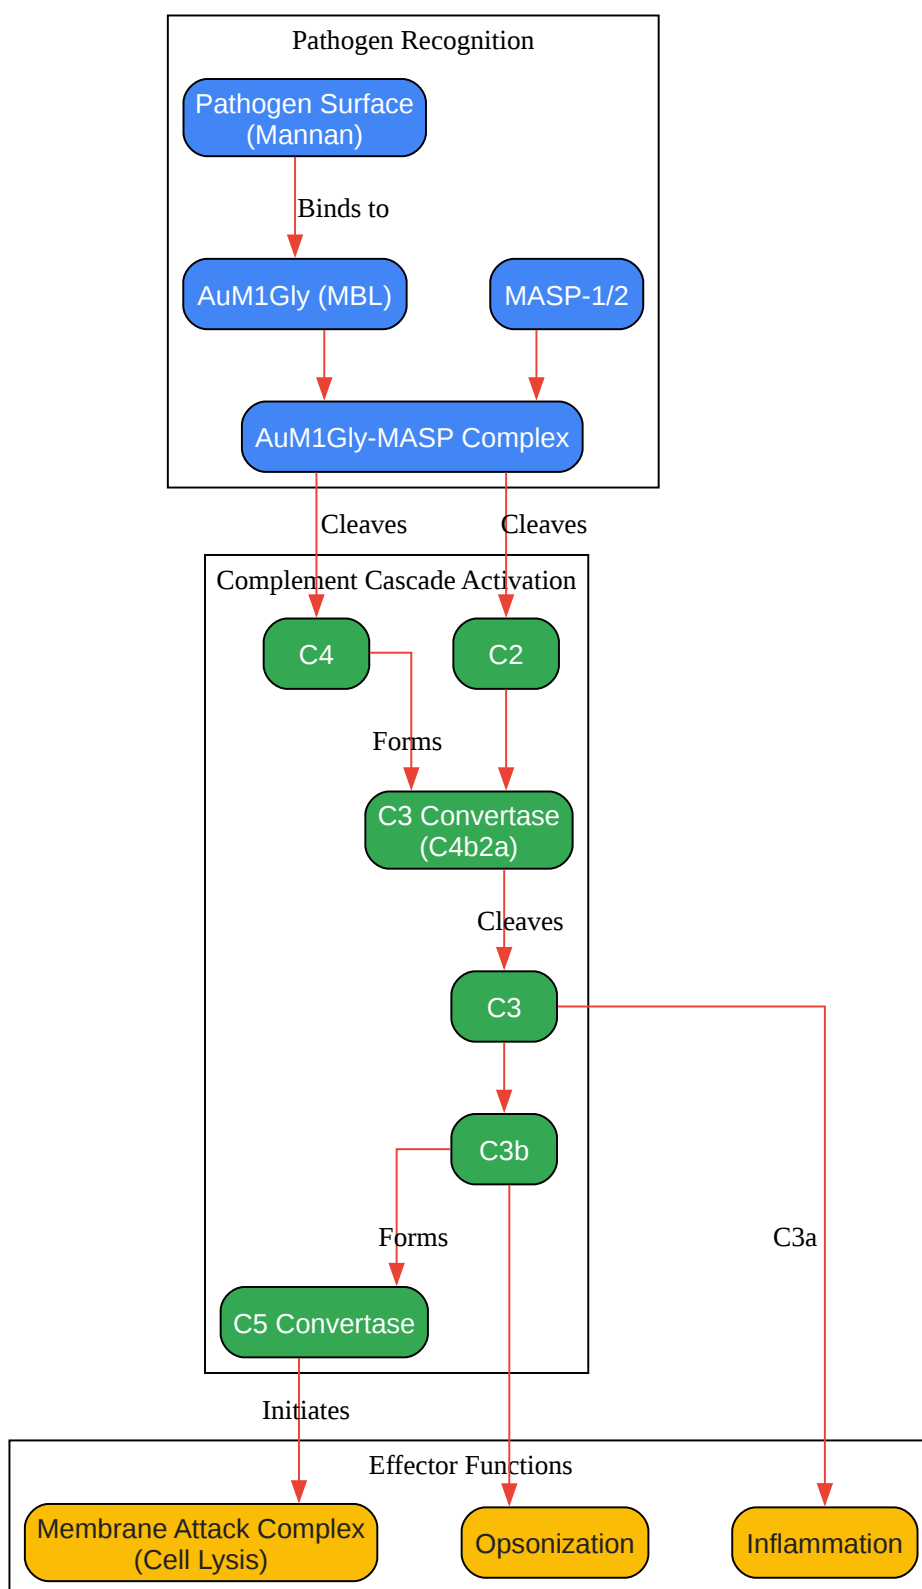 Pathogen Recognition
Pathogen Surface
(Mannan)
Binds to
AuM1Gly (MBL)
MASP-1/2
AuM1Gly-MASP Complex
Cleaves
Cleaves
Complement Cascade Activation
C4
C2
Forms
C3 Convertase
(C4b2a)
Cleaves
C3
C3b
Forms
C3a
C5 Convertase
Initiates
Effector Functions
Membrane Attack Complex
(Cell Lysis)
Opsonization
Inflammation